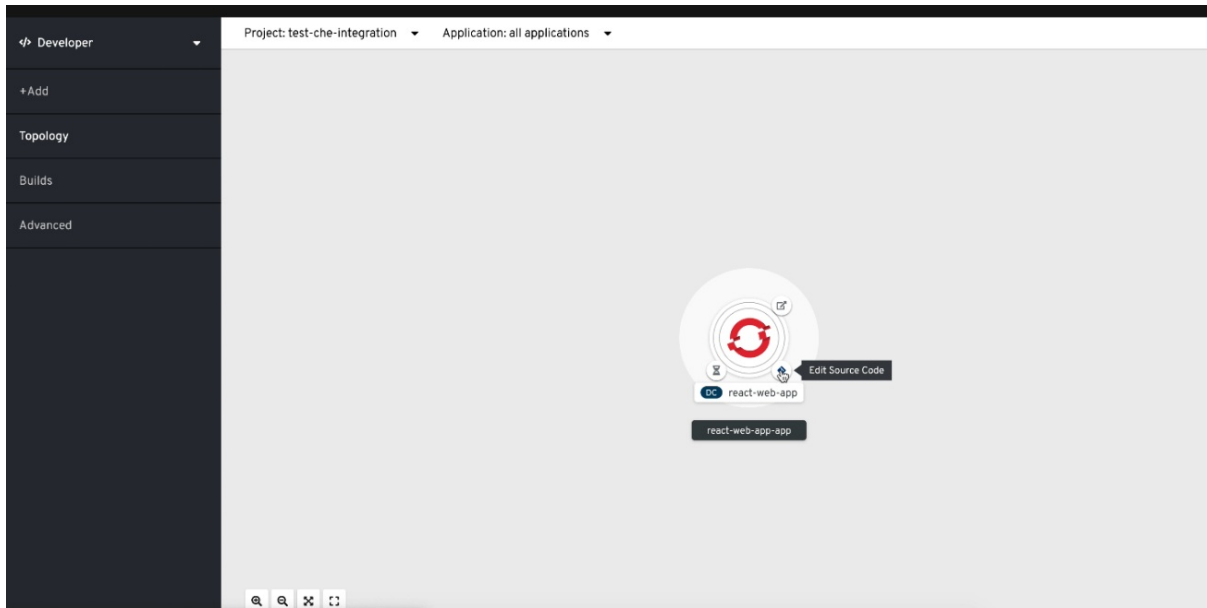 Developer
Project: test-che-integration Application: all applications
+Add
Topology
Builds
Advanced
Edit Source Code
DC react-web-app
react-web-app-app